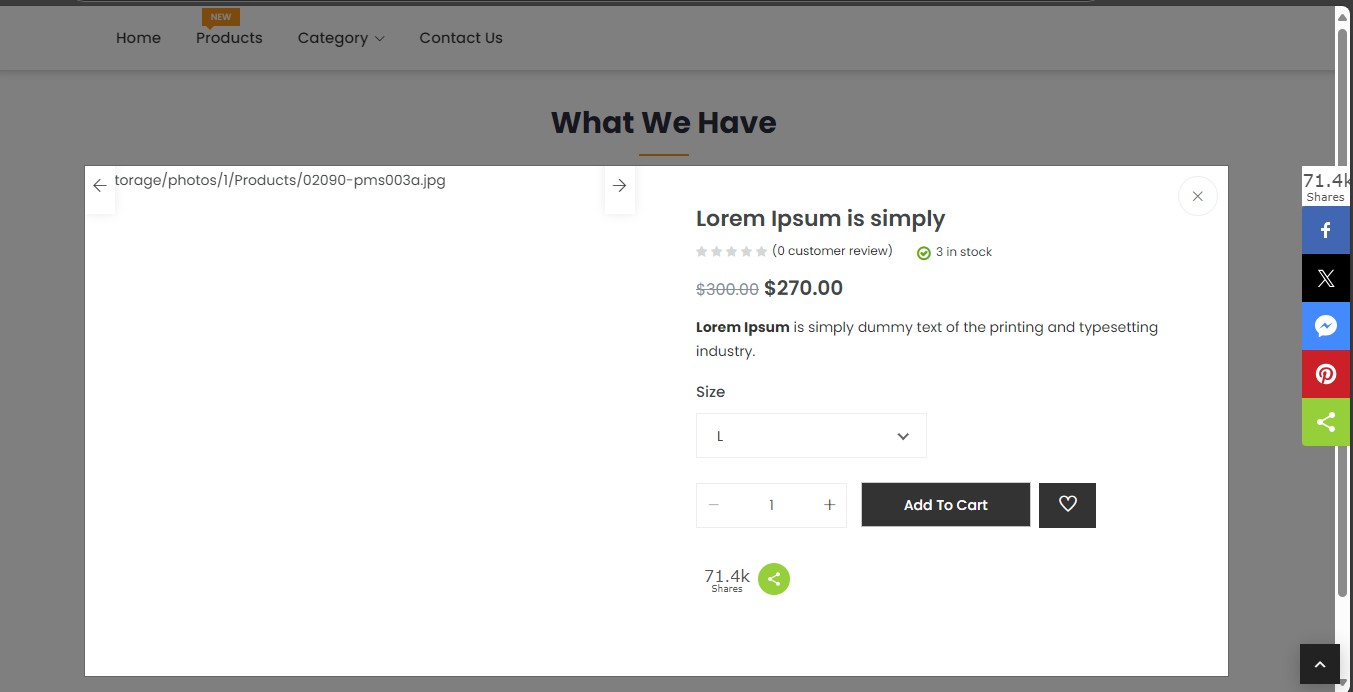 NEW
Home Products Category Contact Us
What We Have
torage/photos/1/Products/02090-pms003a.jpg
71.4k
Shares
Lorem Ipsum is simply
(0 customer review) 3 in stock
$300.00 $270.00
Lorem Ipsum is simply dummy text of the printing and typesetting
industry.
Size
L
1 Add To Cart
71.4k
Shares